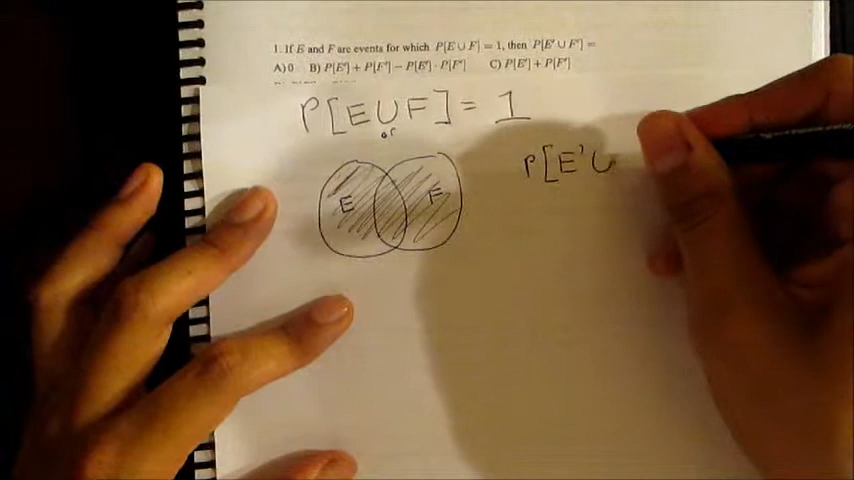 1. If E and F are events for which P[E ∪ F] = 1, then P[E' ∪ F'] =
A) 0 B) P[E'] + P[F'] − P[E'] · P[F'] C) P[E'] + P[F']
P[E ∪ F] = 1
or
P[E' ∪
E F